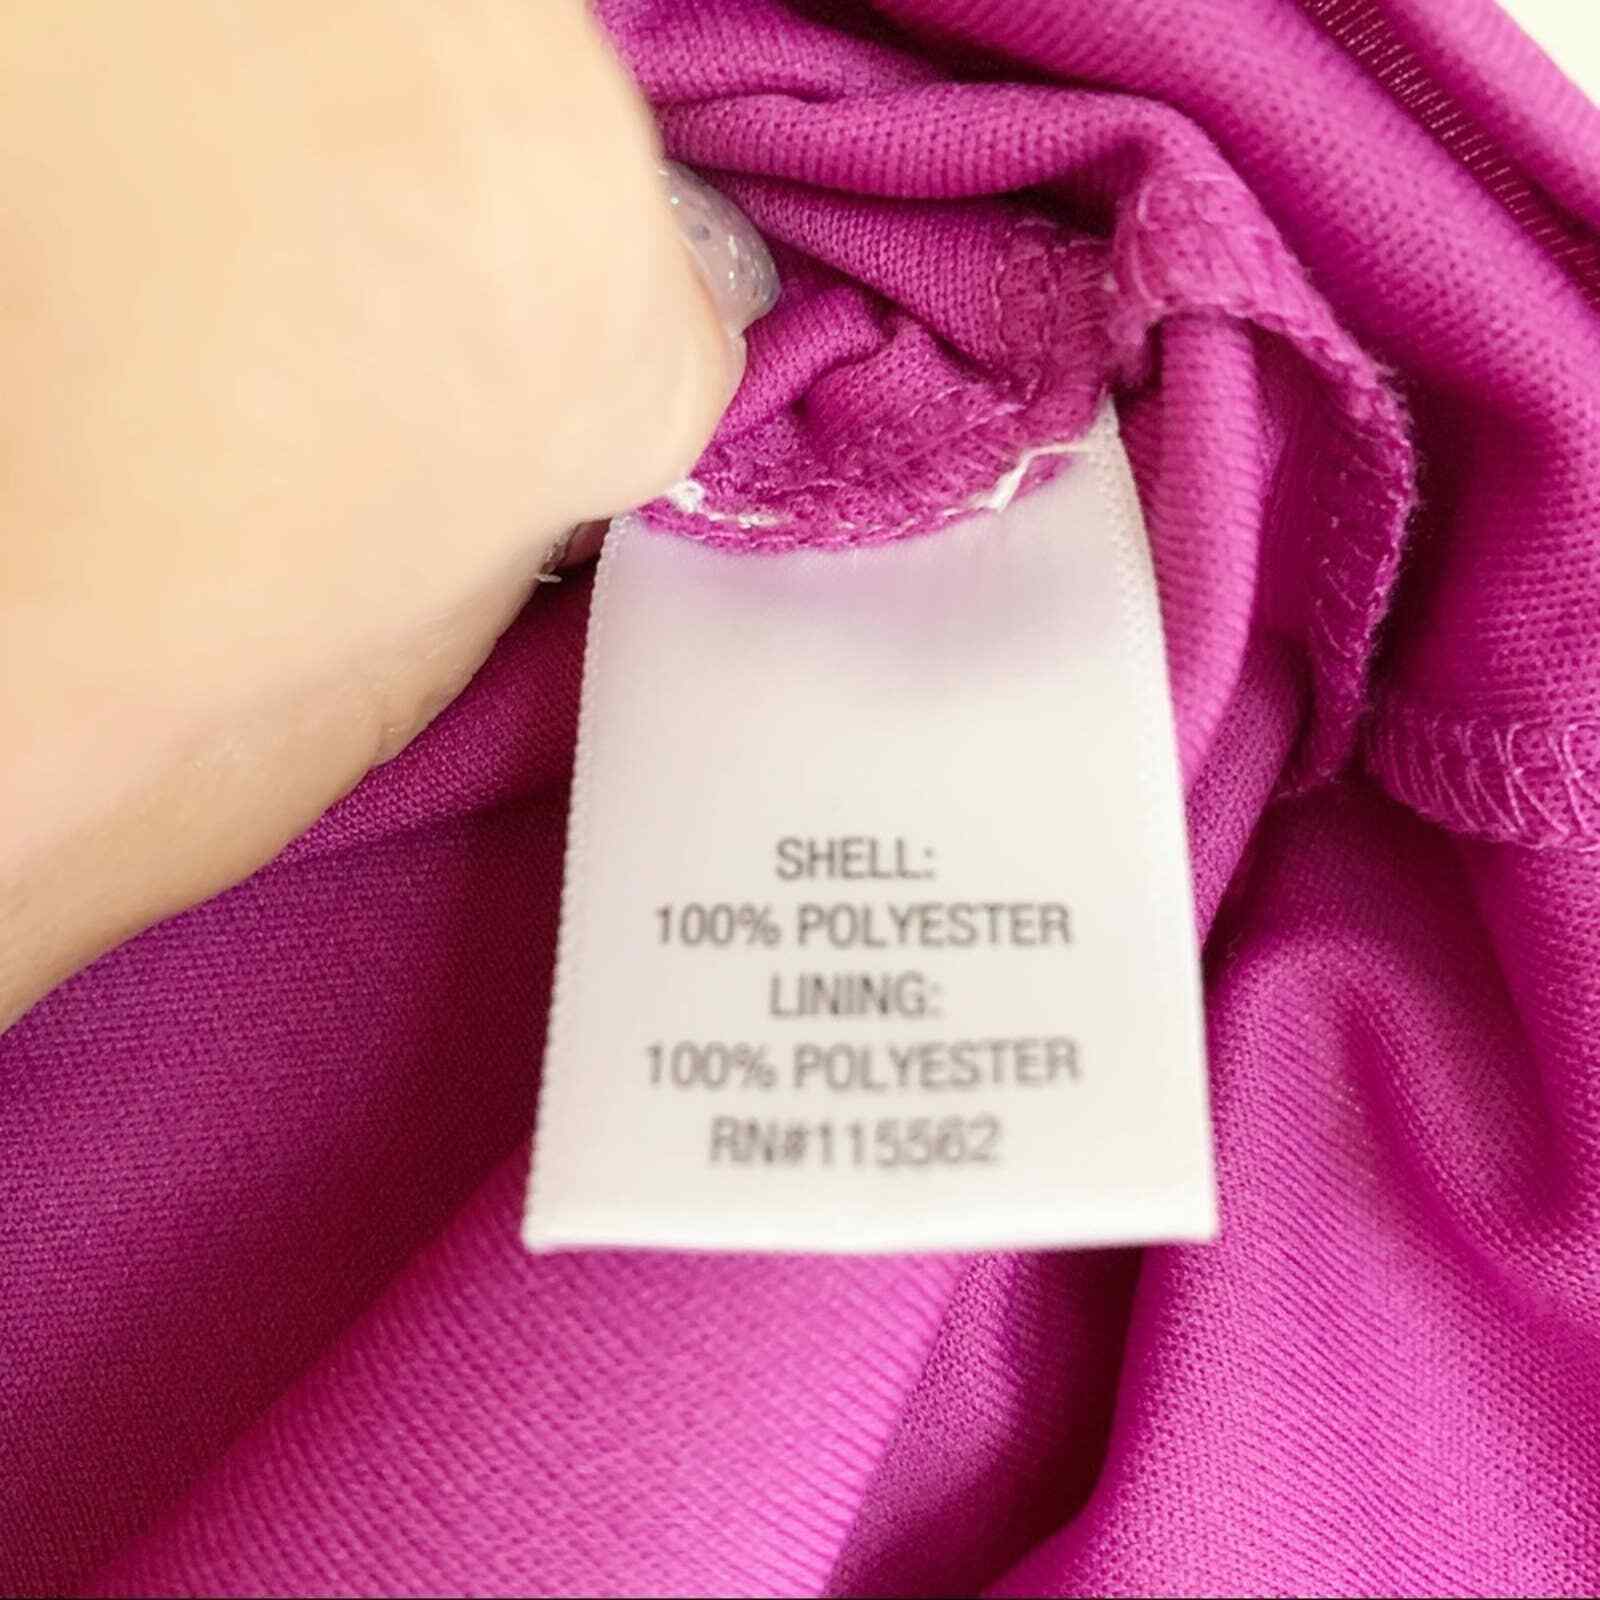 SHELL:
100% POLYESTER
LINING:
100% POLYESTER
RN#115562